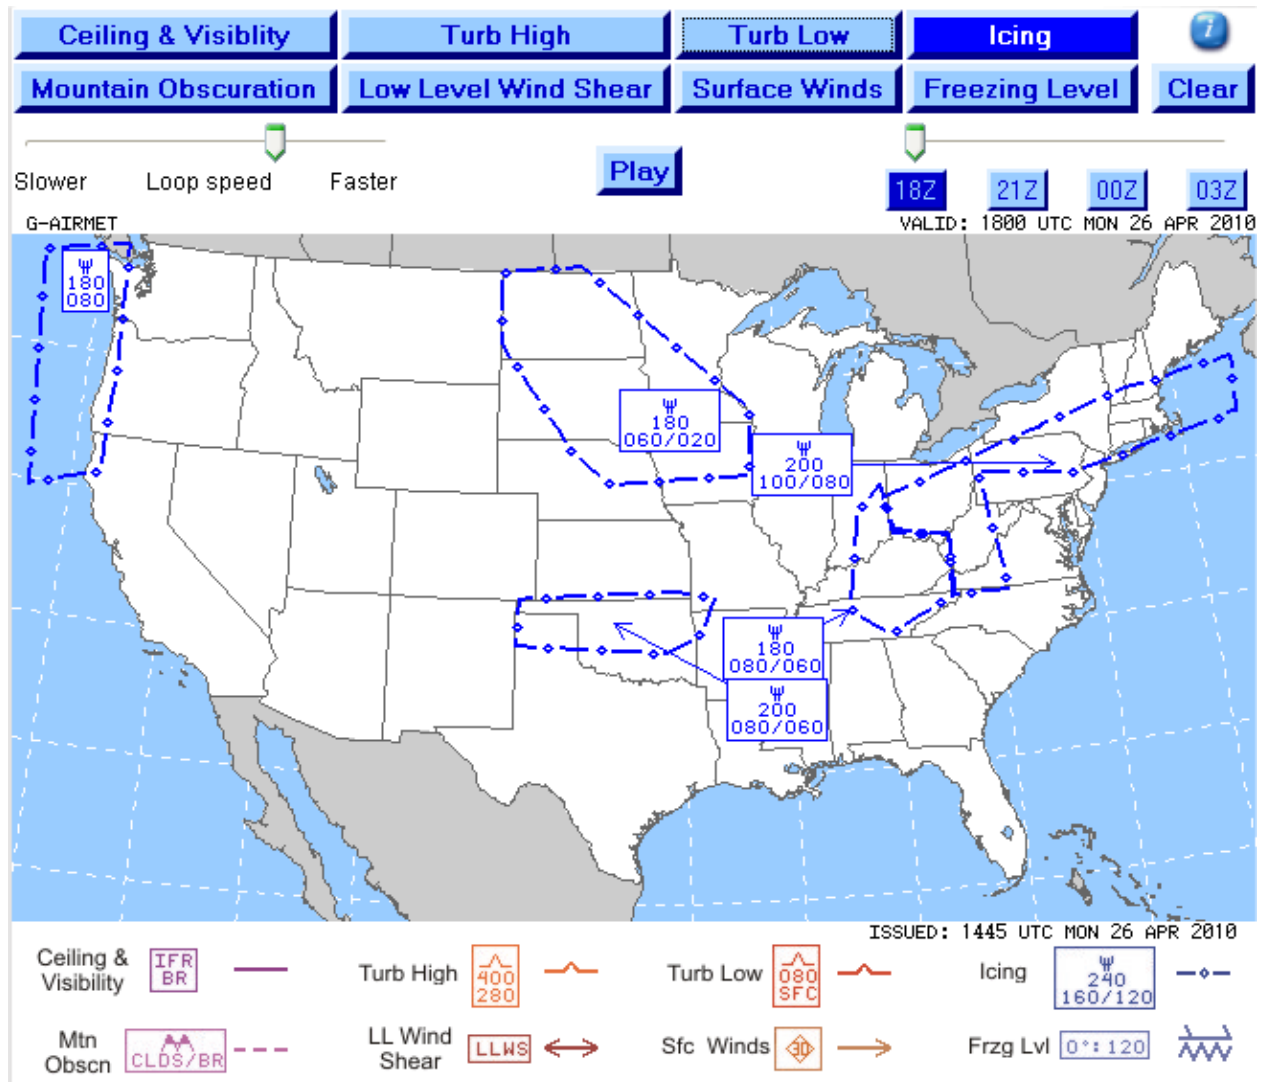 Ceiling & Visiblity Turb High Turb Low Icing i
Mountain Obscuration Low Level Wind Shear Surface Winds Freezing Level Clear
Slower Loop speed Faster Play 18Z 21Z 00Z 03Z
G-AIRMET VALID: 1800 UTC MON 26 APR 2010
180
080
180
060/020
200
100/080
180
080/060
200
080/060
ISSUED: 1445 UTC MON 26 APR 2010
Ceiling &
Visibility
IFR
BR
Turb High
400
280
Turb Low
080
SFC
Icing
240
160/120
Mtn
Obscn
CLDS/BR
LL Wind
Shear
LLWS
Sfc Winds
30
Frzg Lvl
0°:120